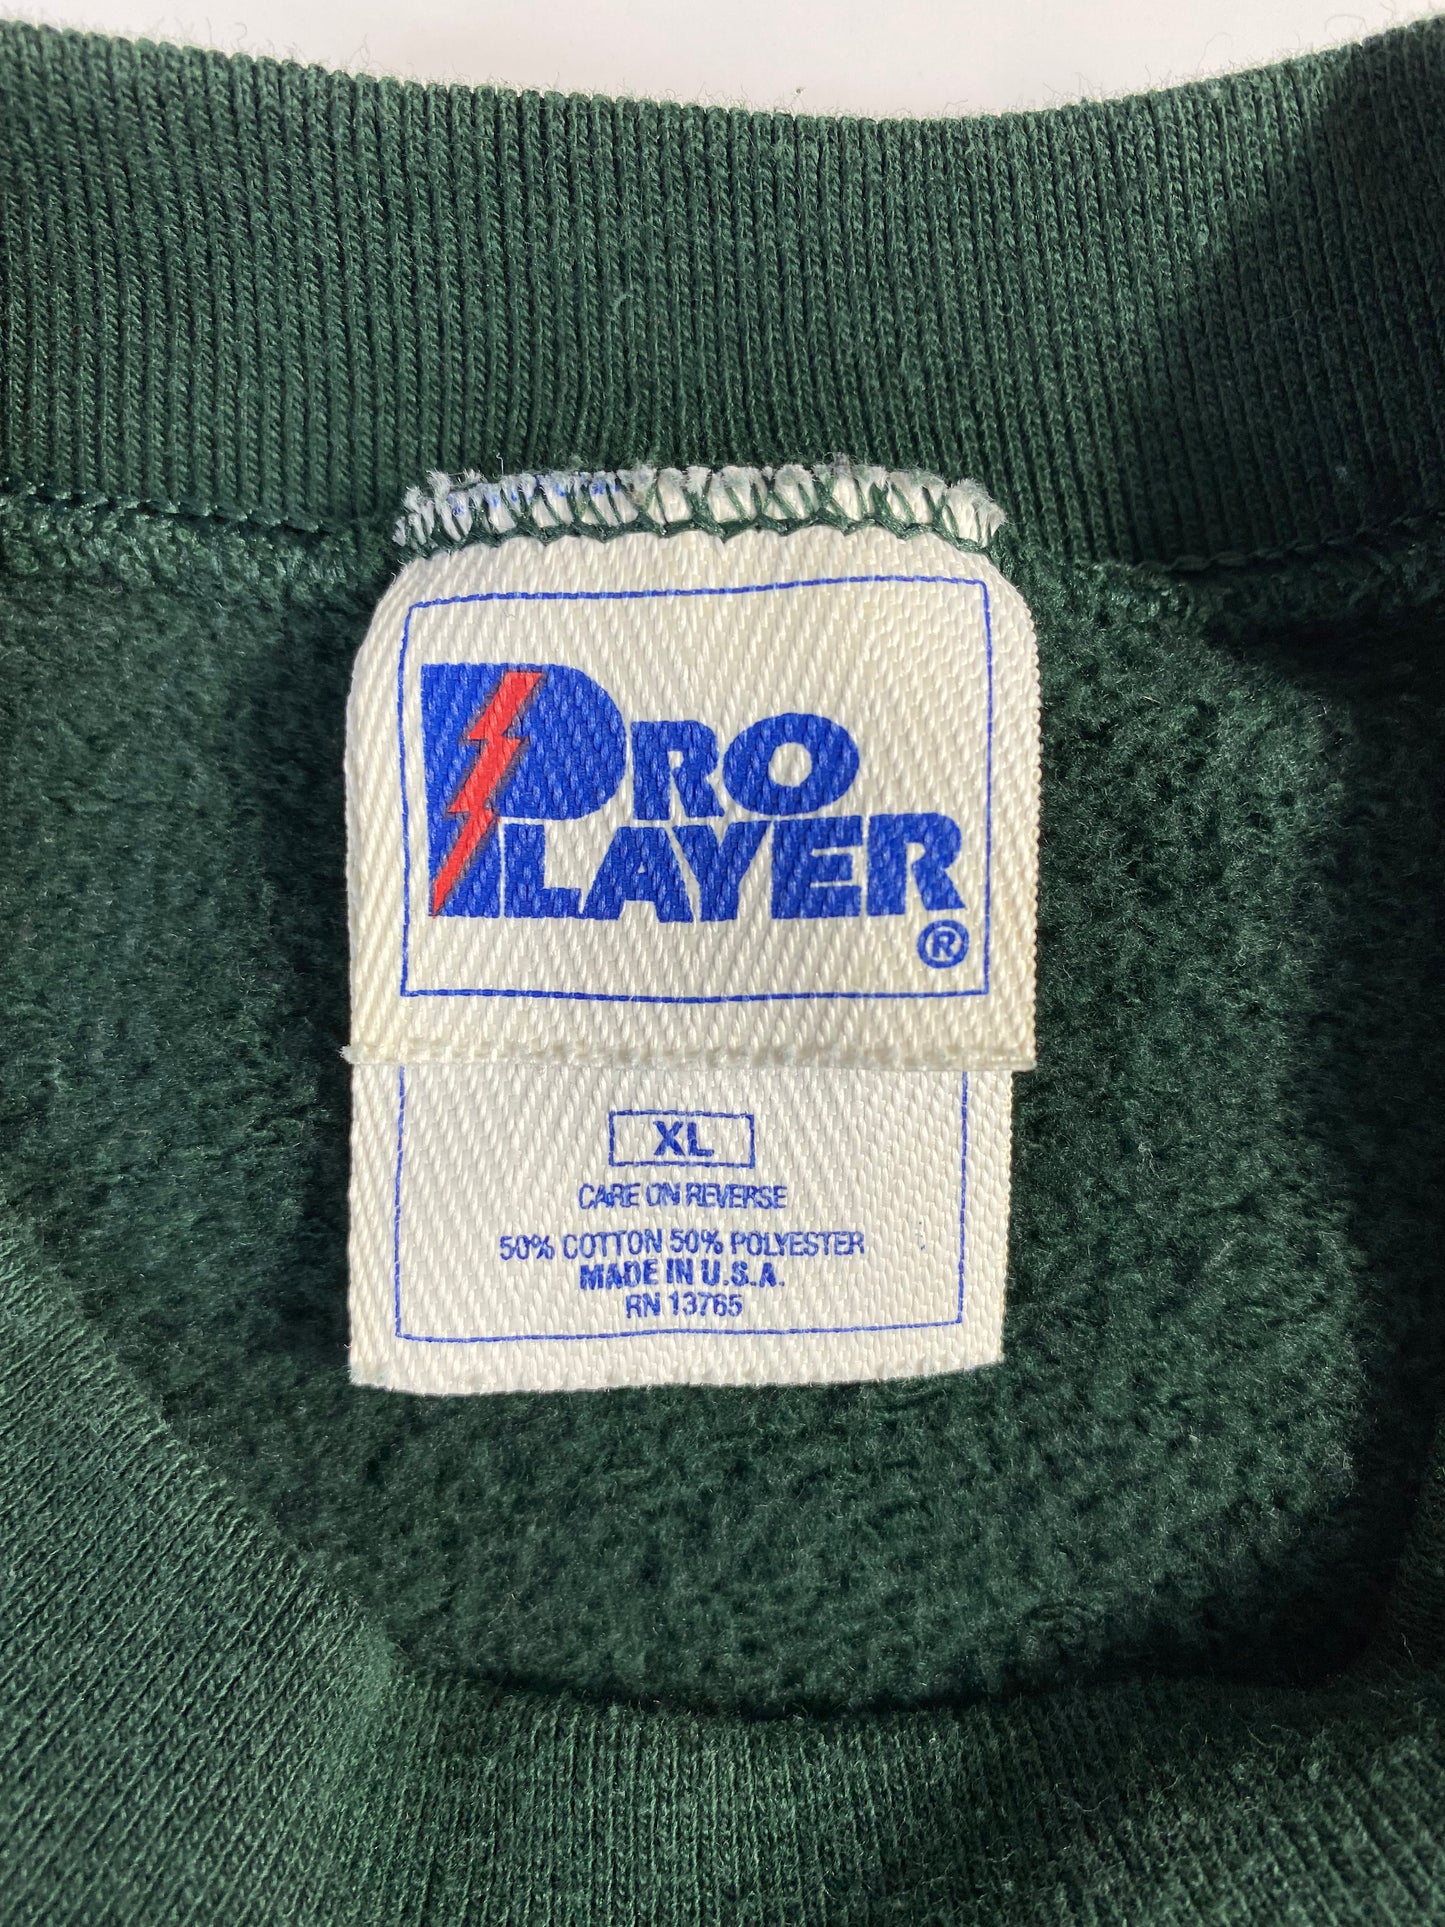 PRO
PLAYER
®
XL
CARE ON REVERSE
50% COTTON 50% POLYESTER
MADE IN U.S.A.
RN 13765